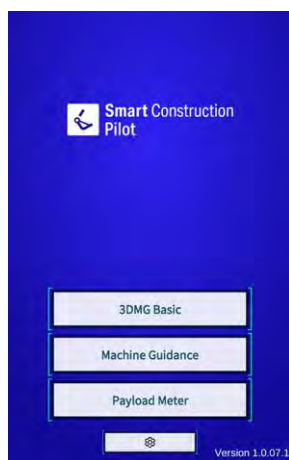 Smart Construction
Pilot
3DMG Basic
Machine Guidance
Payload Meter
Version 1.0.07.1